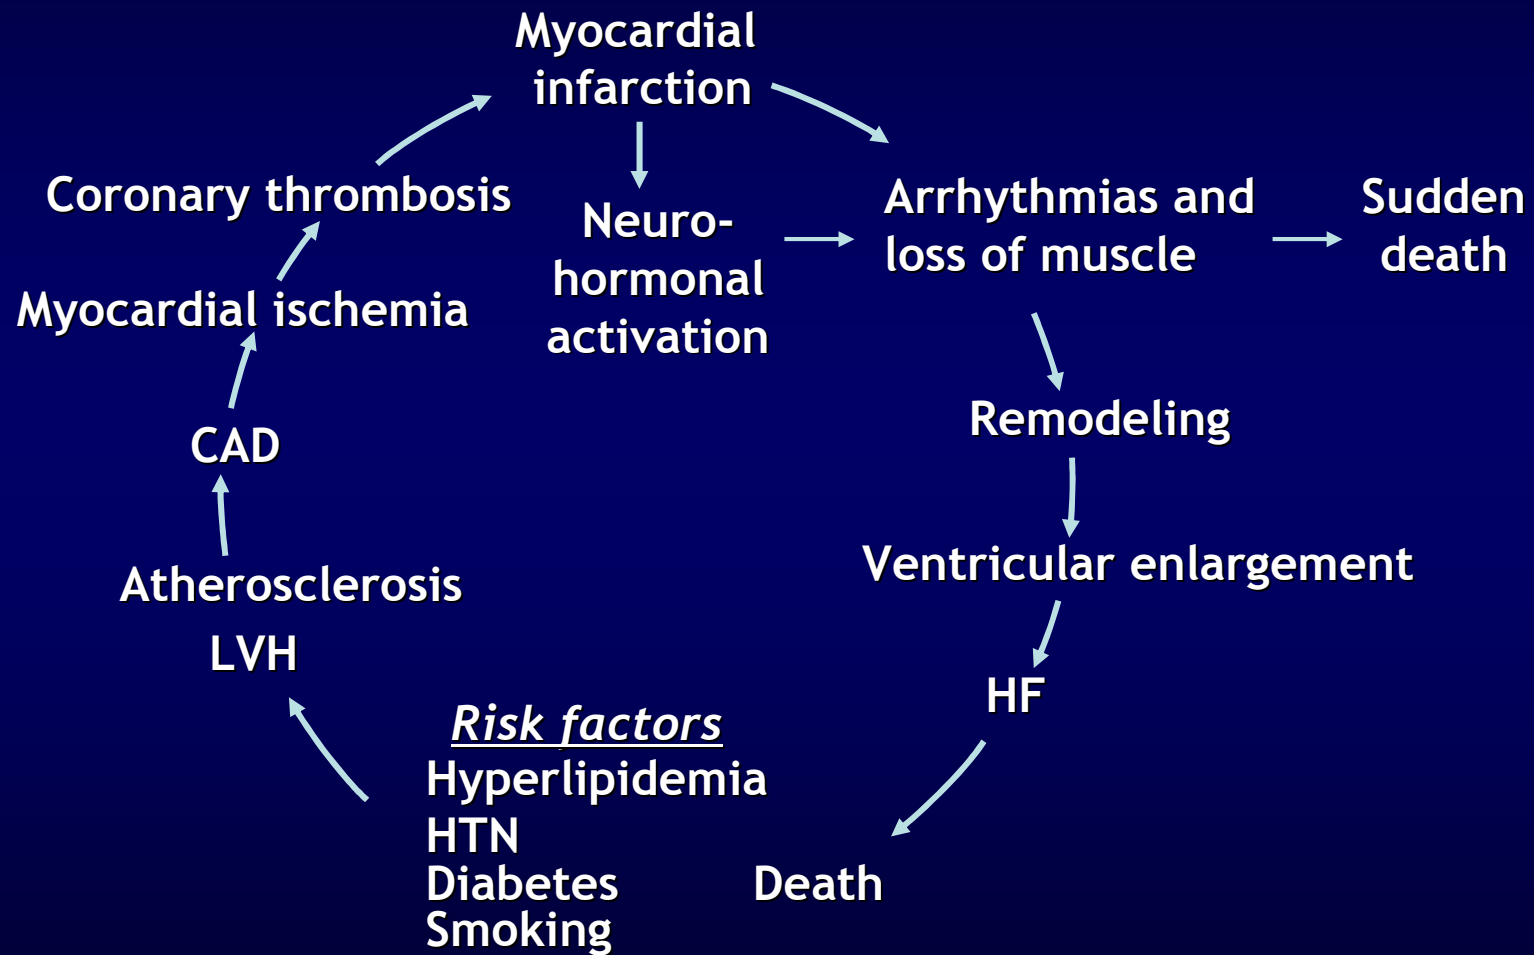 Myocardial
infarction
Coronary thrombosis
Neuro-
hormonal
activation
Arrhythmias and
loss of muscle
Sudden
death
Myocardial ischemia
CAD
Remodeling
Atherosclerosis
LVH
Ventricular enlargement
HF
Risk factors
Hyperlipidemia
HTN
Diabetes
Smoking
Death